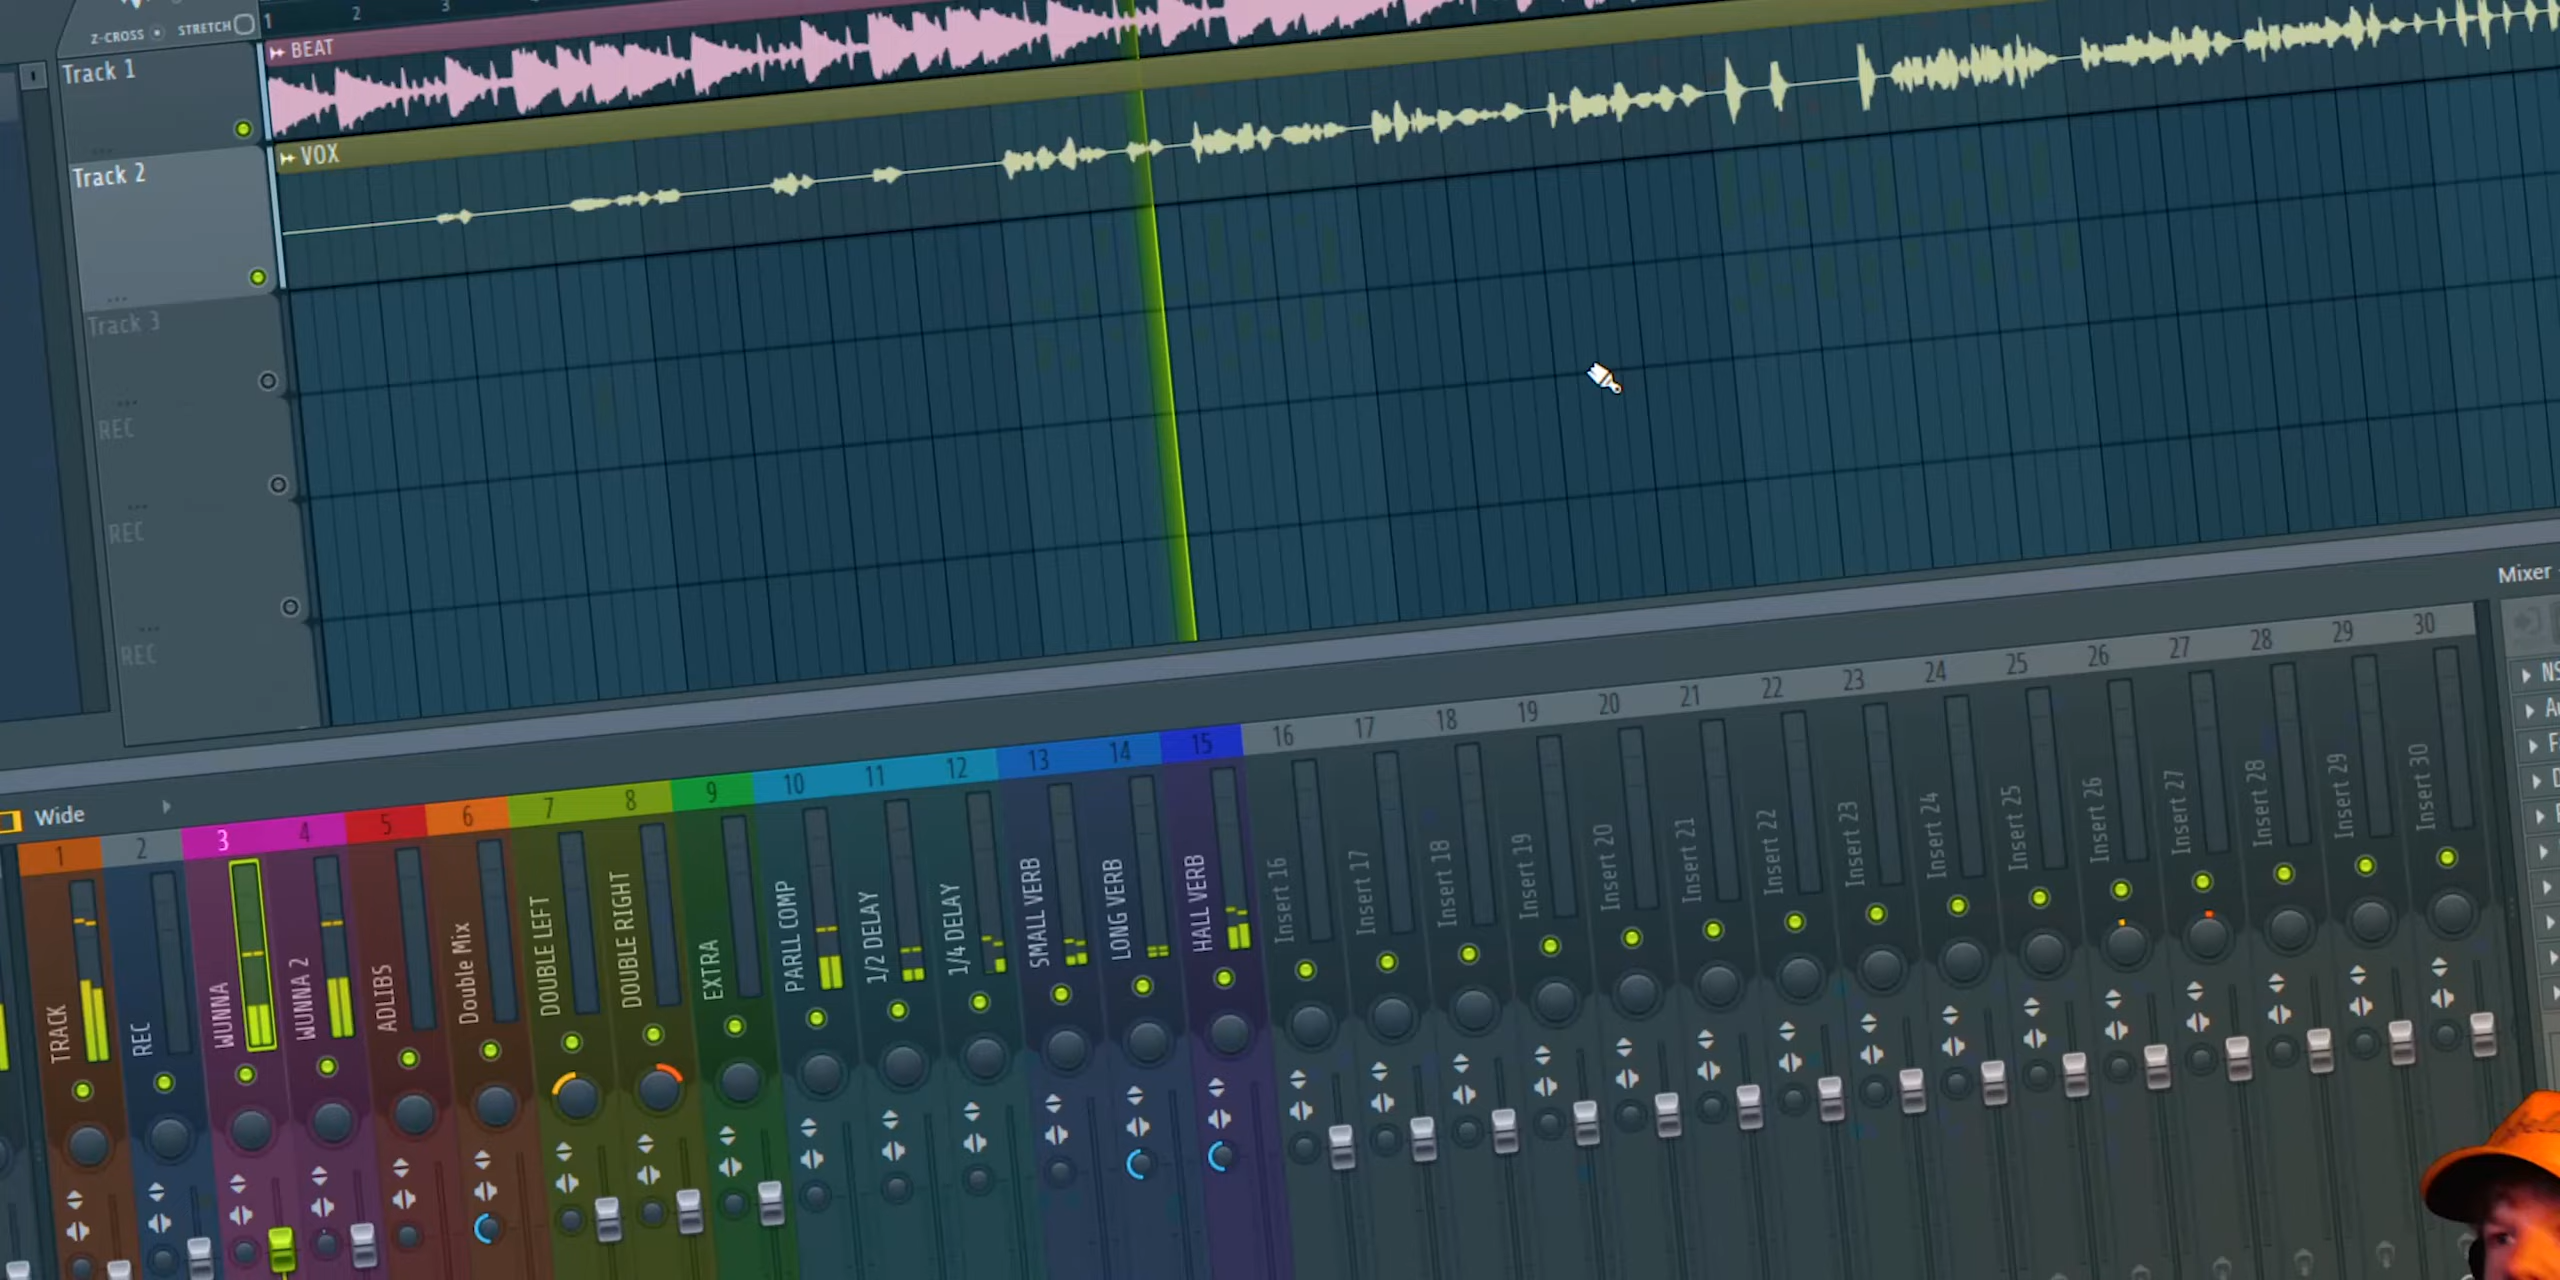 Z-CROSS STRETCH
1 2 3
Track 1
BEAT
Track 2
VOX
Track 3
REC
REC
REC
Mixer
Wide
1 2 3 4 5 6 7 8 9 10 11 12 13 14 15 16 17 18 19 20 21 22 23 24 25 26 27 28 29 30
TRACK
REC
WUNNA
WUNNA 2
ADLIBS
Double Mix
DOUBLE LEFT
DOUBLE RIGHT
EXTRA
PARLL COMP
1/2 DELAY
1/4 DELAY
SMALL VERB
LONG VERB
HALL VERB
Insert 16
Insert 17
Insert 18
Insert 19
Insert 20
Insert 21
Insert 22
Insert 23
Insert 24
Insert 25
Insert 26
Insert 27
Insert 28
Insert 29
Insert 30